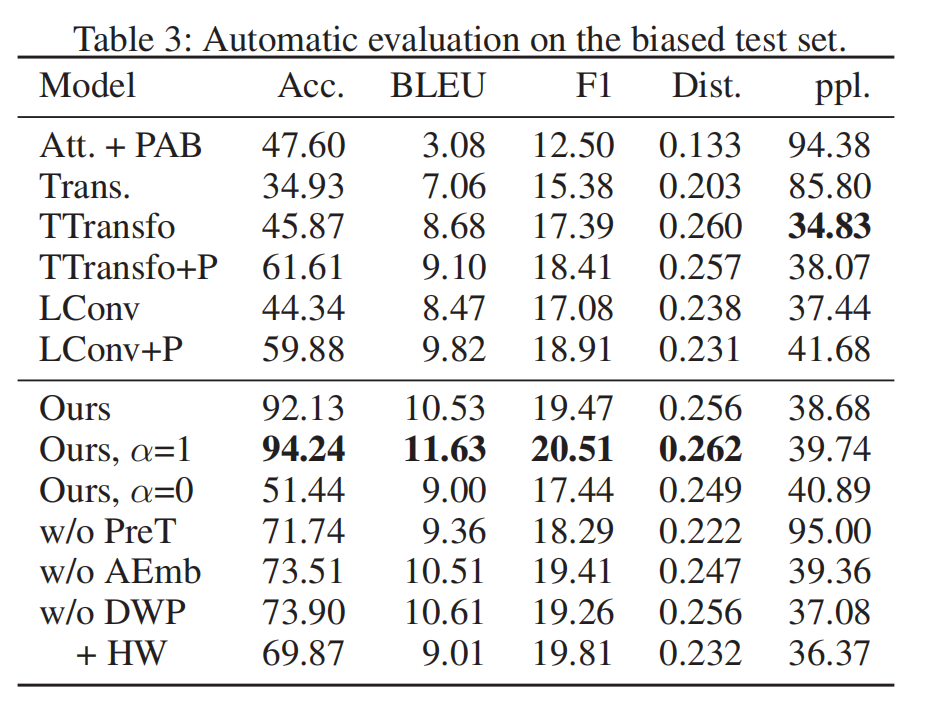 Table 3: Automatic evaluation on the biased test set.
Model Acc. BLEU F1 Dist. ppl.
Att. + PAB 47.60 3.08 12.50 0.133 94.38
Trans. 34.93 7.06 15.38 0.203 85.80
TTransfo 45.87 8.68 17.39 0.260 34.83
TTransfo+P 61.61 9.10 18.41 0.257 38.07
LConv 44.34 8.47 17.08 0.238 37.44
LConv+P 59.88 9.82 18.91 0.231 41.68
Ours 92.13 10.53 19.47 0.256 38.68
Ours, α=1 94.24 11.63 20.51 0.262 39.74
Ours, α=0 51.44 9.00 17.44 0.249 40.89
w/o PreT 71.74 9.36 18.29 0.222 95.00
w/o AEmb 73.51 10.51 19.41 0.247 39.36
w/o DWP 73.90 10.61 19.26 0.256 37.08
+ HW 69.87 9.01 19.81 0.232 36.37